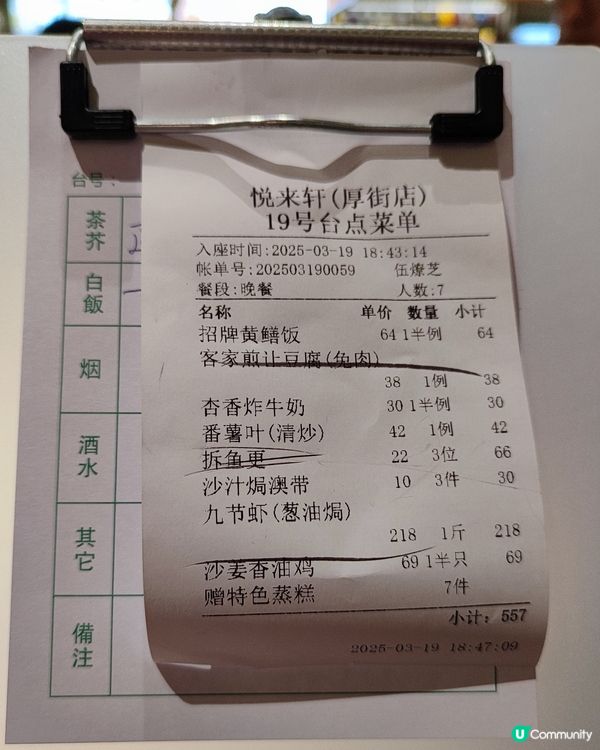 悦来轩(厚街店)
19号台点菜单
入座时间:2025-03-19 18:43:14
帐单号:202503190059 伍燎芝
餐段:晚餐 人数:7
名称 单价 数量 小计
招牌黄鳝饭 64 1半例 64
客家煎让豆腐(免肉)
38 1例 38
杏香炸牛奶 30 1半例 30
番薯叶(清炒) 42 1例 42
拆鱼更 22 3位 66
沙汁焗澳带 10 3件 30
九节虾(葱油焗)
218 1斤 218
沙姜香油鸡 69 1半只 69
赠特色蒸糕 7件
小计: 557
2025-03-19 18:47:09
台号:
茶芥
白飯
烟
酒水
其它
備注
U Community